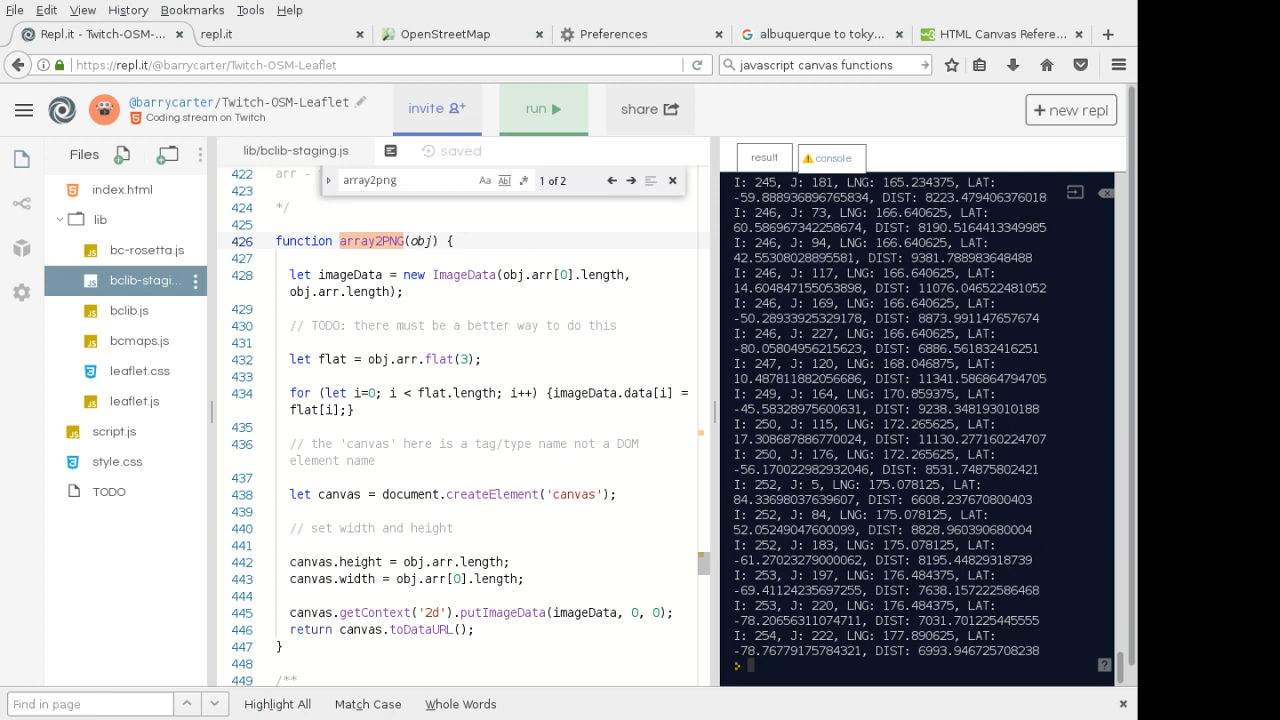 File Edit View History Bookmarks Tools Help
Repl.it - Twitch-OSM-... × repl.it × OpenStreetMap × Preferences × albuquerque to toky... × HTML Canvas Refere... × +
https://repl.it/@barrycarter/Twitch-OSM-Leaflet
javascript canvas functions
@barrycarter/Twitch-OSM-Leaflet
Coding stream on Twitch
invite
run
share
+ new repl
Files
index.html
lib
bc-rosetta.js
bclib-stagi...
bclib.js
bcmaps.js
leaflet.css
leaflet.js
script.js
style.css
TODO
lib/bclib-staging.js
saved
array2png
Aa Abl .* 1 of 2
422 arr -
423
424 */
425
426 function array2PNG(obj) {
427
428 let imageData = new ImageData(obj.arr[0].length,
obj.arr.length);
429
430 // TODO: there must be a better way to do this
431
432 let flat = obj.arr.flat(3);
433
434 for (let i=0; i < flat.length; i++) {imageData.data[i] =
flat[i];}
435
436 // the 'canvas' here is a tag/type name not a DOM
element name
437
438 let canvas = document.createElement('canvas');
439
440 // set width and height
441
442 canvas.height = obj.arr.length;
443 canvas.width = obj.arr[0].length;
444
445 canvas.getContext('2d').putImageData(imageData, 0, 0);
446 return canvas.toDataURL();
447 }
448
449 /**
result
console
I: 245, J: 181, LNG: 165.234375, LAT:
-59.888936896765834, DIST: 8223.479406376018
I: 246, J: 73, LNG: 166.640625, LAT:
60.586967342258674, DIST: 8190.5164413349985
I: 246, J: 94, LNG: 166.640625, LAT:
42.55308028895581, DIST: 9381.788983648488
I: 246, J: 117, LNG: 166.640625, LAT:
14.604847155053898, DIST: 11076.046522481052
I: 246, J: 169, LNG: 166.640625, LAT:
-50.28933925329178, DIST: 8873.991147657674
I: 246, J: 227, LNG: 166.640625, LAT:
-80.05804956215623, DIST: 6886.561832416251
I: 247, J: 120, LNG: 168.046875, LAT:
10.487811882056686, DIST: 11341.586864794705
I: 249, J: 164, LNG: 170.859375, LAT:
-45.58328975600631, DIST: 9238.348193010188
I: 250, J: 115, LNG: 172.265625, LAT:
17.308687886770024, DIST: 11130.277160224707
I: 250, J: 176, LNG: 172.265625, LAT:
-56.170022982932046, DIST: 8531.74875802421
I: 252, J: 5, LNG: 175.078125, LAT:
84.33698037639607, DIST: 6608.237670800403
I: 252, J: 84, LNG: 175.078125, LAT:
52.05249047600099, DIST: 8828.960390680004
I: 252, J: 183, LNG: 175.078125, LAT:
-61.27023279000062, DIST: 8195.44829318739
I: 253, J: 197, LNG: 176.484375, LAT:
-69.41124235697255, DIST: 7638.157222586468
I: 253, J: 220, LNG: 176.484375, LAT:
-78.20656311074711, DIST: 7031.701225445555
I: 254, J: 222, LNG: 177.890625, LAT:
-78.76779175784321, DIST: 6993.946725708238
>
?
Find in page
Highlight All Match Case Whole Words